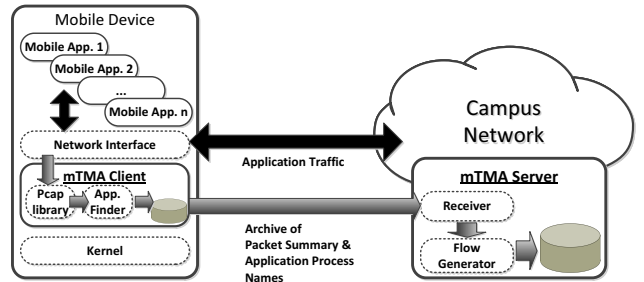 Mobile Device
Mobile App. 1
Mobile App. 2
...
Mobile App. n
Network Interface
mTMA Client
Pcap
library
App.
Finder
Kernel
Application Traffic
Archive of
Packet Summary &
Application Process
Names
Campus
Network
mTMA Server
Receiver
Flow
Generator